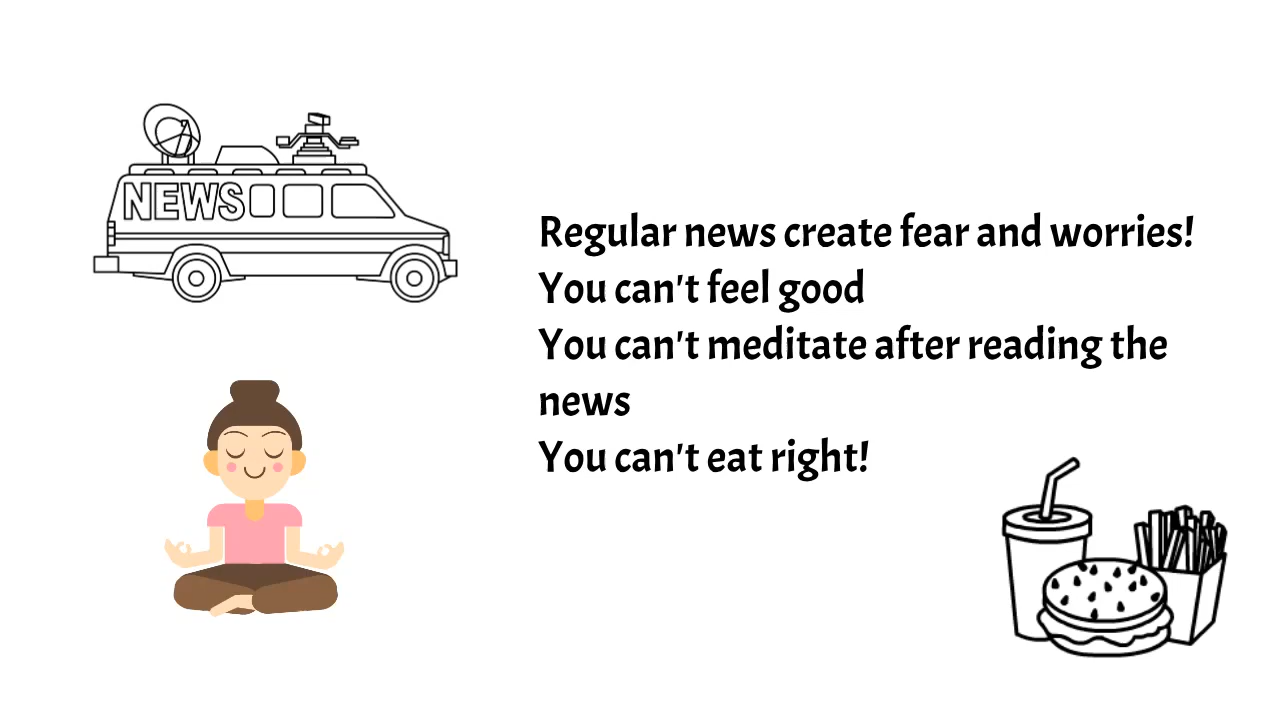 NEWS
Regular news create fear and worries!
You can't feel good
You can't meditate after reading the
news
You can't eat right!